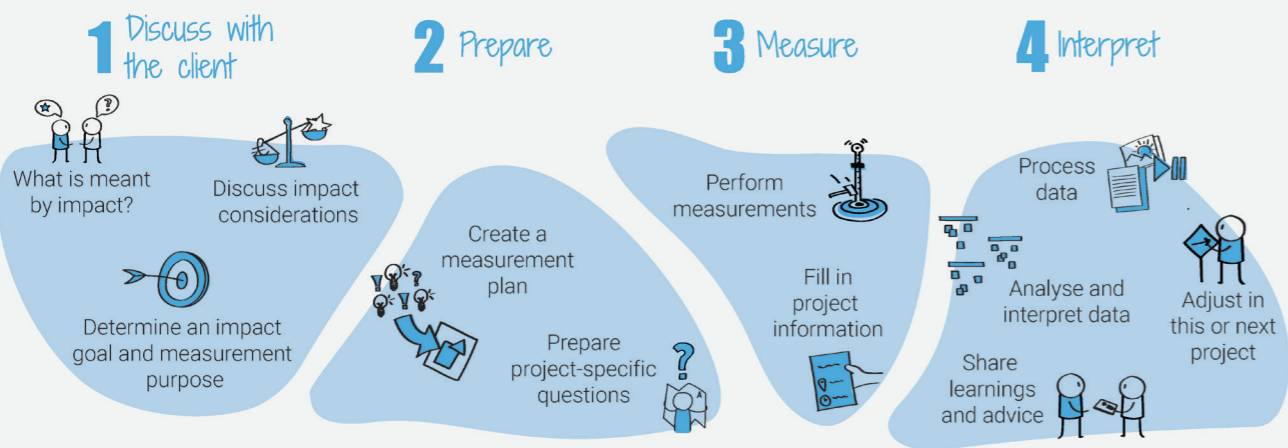 1 Discuss with
the client
2 Prepare
3 Measure
4 Interpret
What is meant
by impact?
Discuss impact
considerations
Determine an impact
goal and measurement
purpose
Create a
measurement
plan
Prepare
project-specific
questions
Perform
measurements
Fill in
project
information
Process
data
Analyse and
interpret data
Adjust in
this or next
project
Share
learnings
and advice